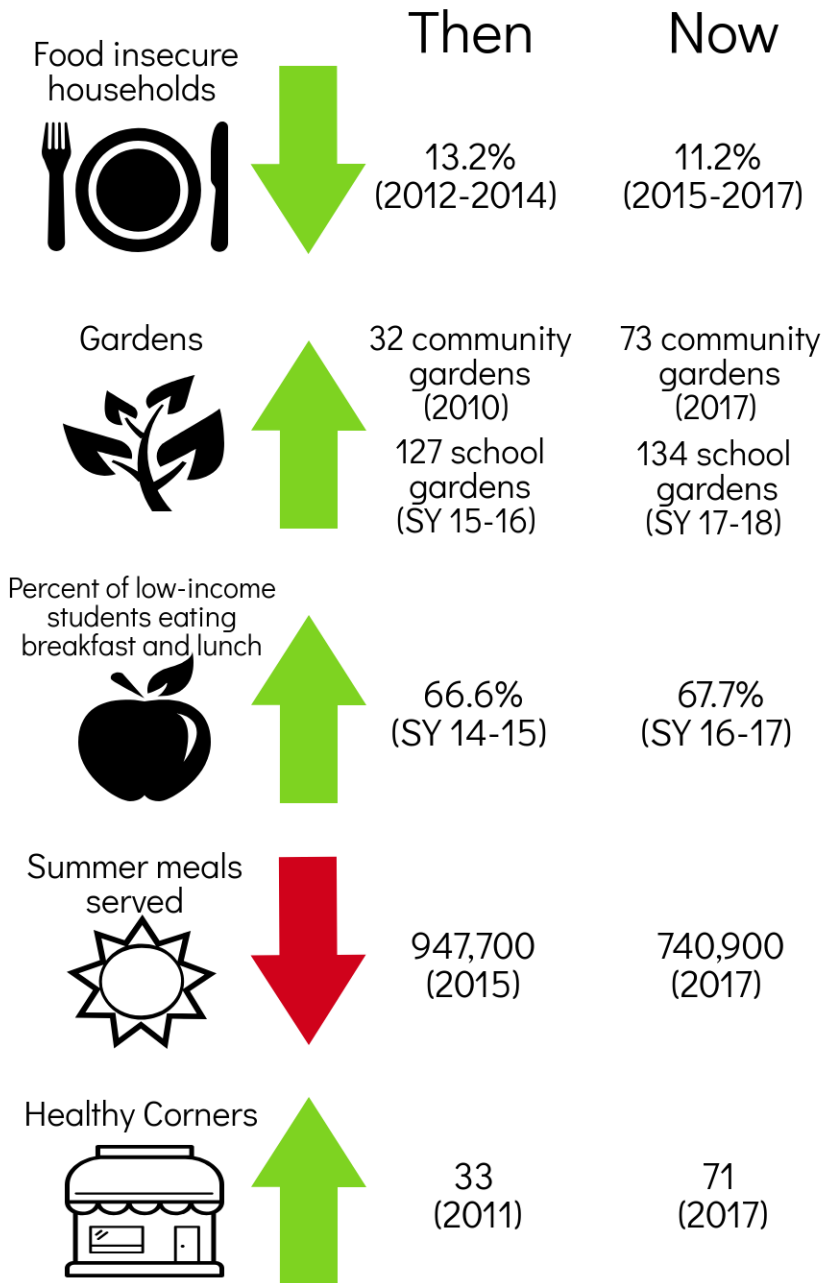 Then
Now
Food insecure
households
13.2%
(2012-2014)
11.2%
(2015-2017)
Gardens
32 community
gardens
(2010)
73 community
gardens
(2017)
127 school
gardens
(SY 15-16)
134 school
gardens
(SY 17-18)
Percent of low-income
students eating
breakfast and lunch
66.6%
(SY 14-15)
67.7%
(SY 16-17)
Summer meals
served
947,700
(2015)
740,900
(2017)
Healthy Corners
33
(2011)
71
(2017)